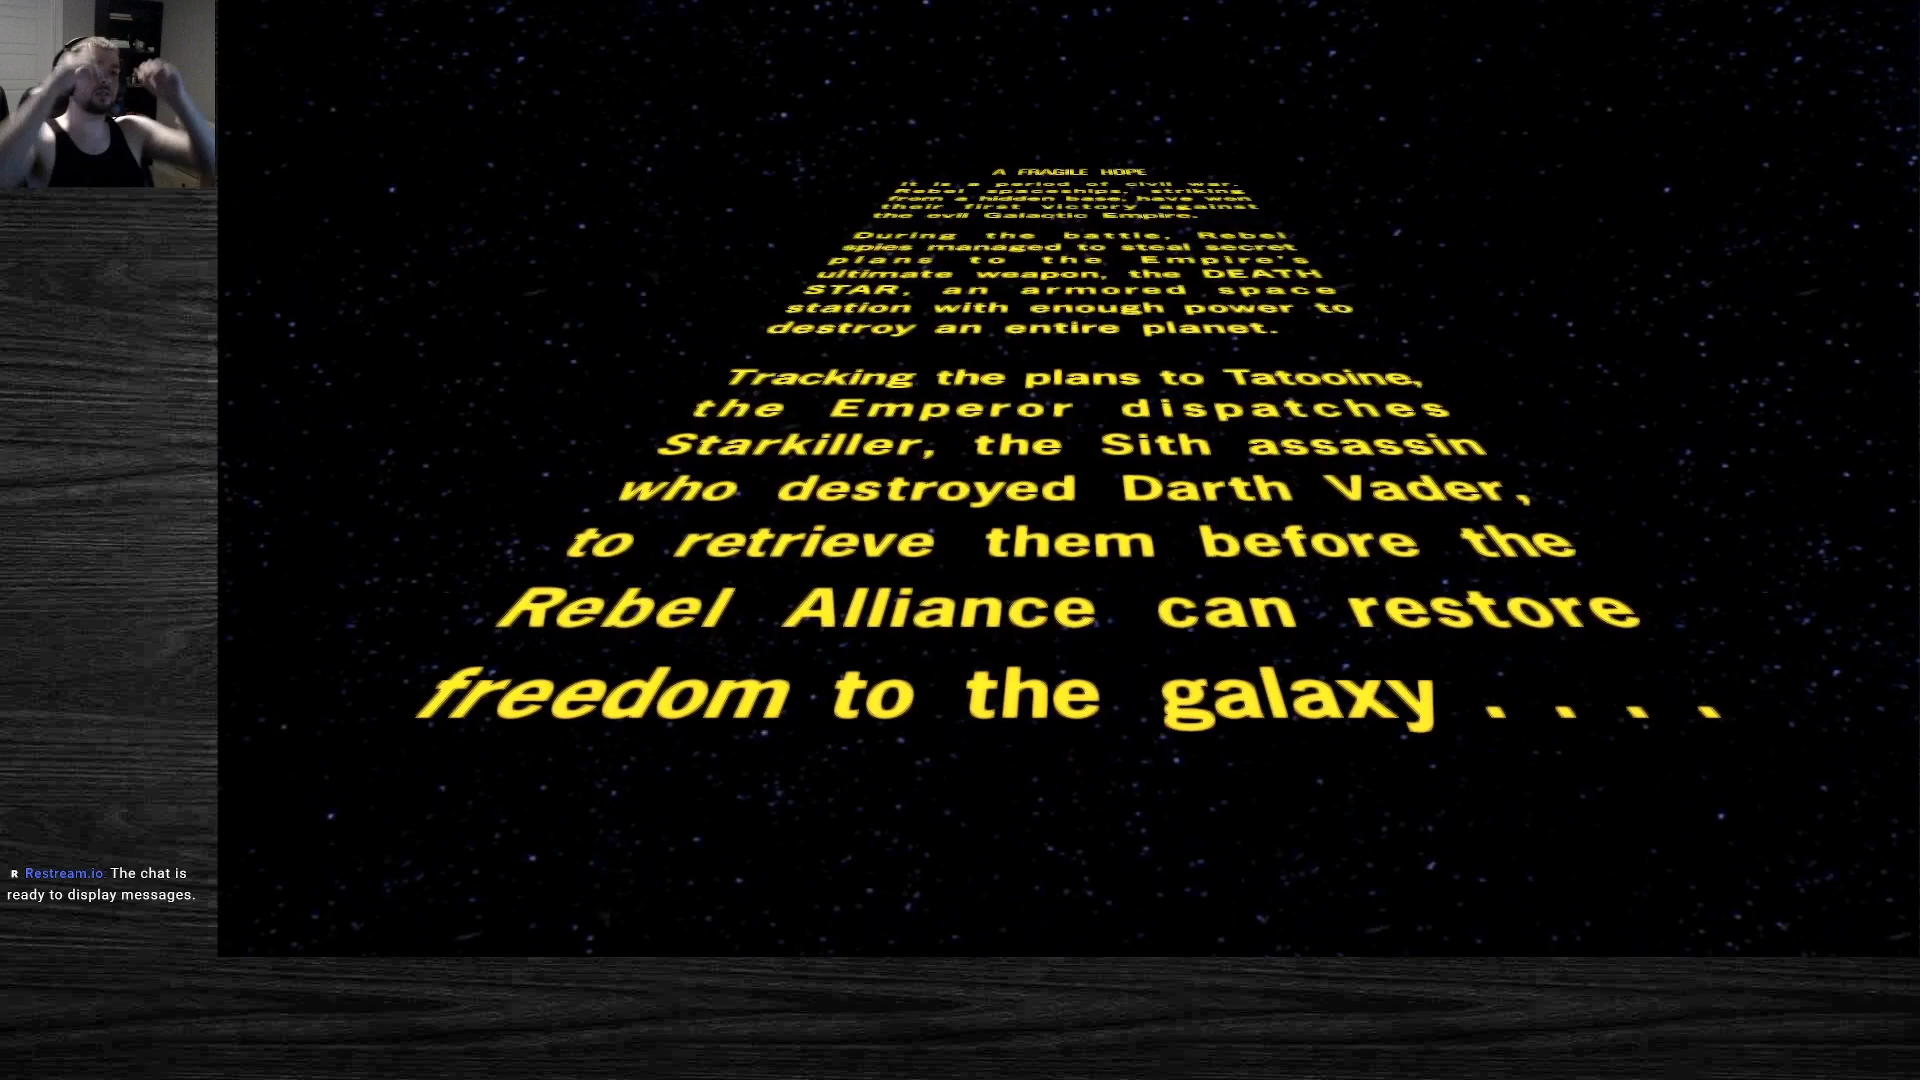 A FRAGILE HOPE
It is a period of civil war.
Rebel spaceships, striking
from a hidden base, have won
their first victory against
the evil Galactic Empire.
During the battle, Rebel
spies managed to steal secret
plans to the Empire's
ultimate weapon, the DEATH
STAR, an armored space
station with enough power to
destroy an entire planet.
Tracking the plans to Tatooine,
the Emperor dispatches
Starkiller, the Sith assassin
who destroyed Darth Vader,
to retrieve them before the
Rebel Alliance can restore
freedom to the galaxy . . . .
R Restream.io: The chat is
ready to display messages.